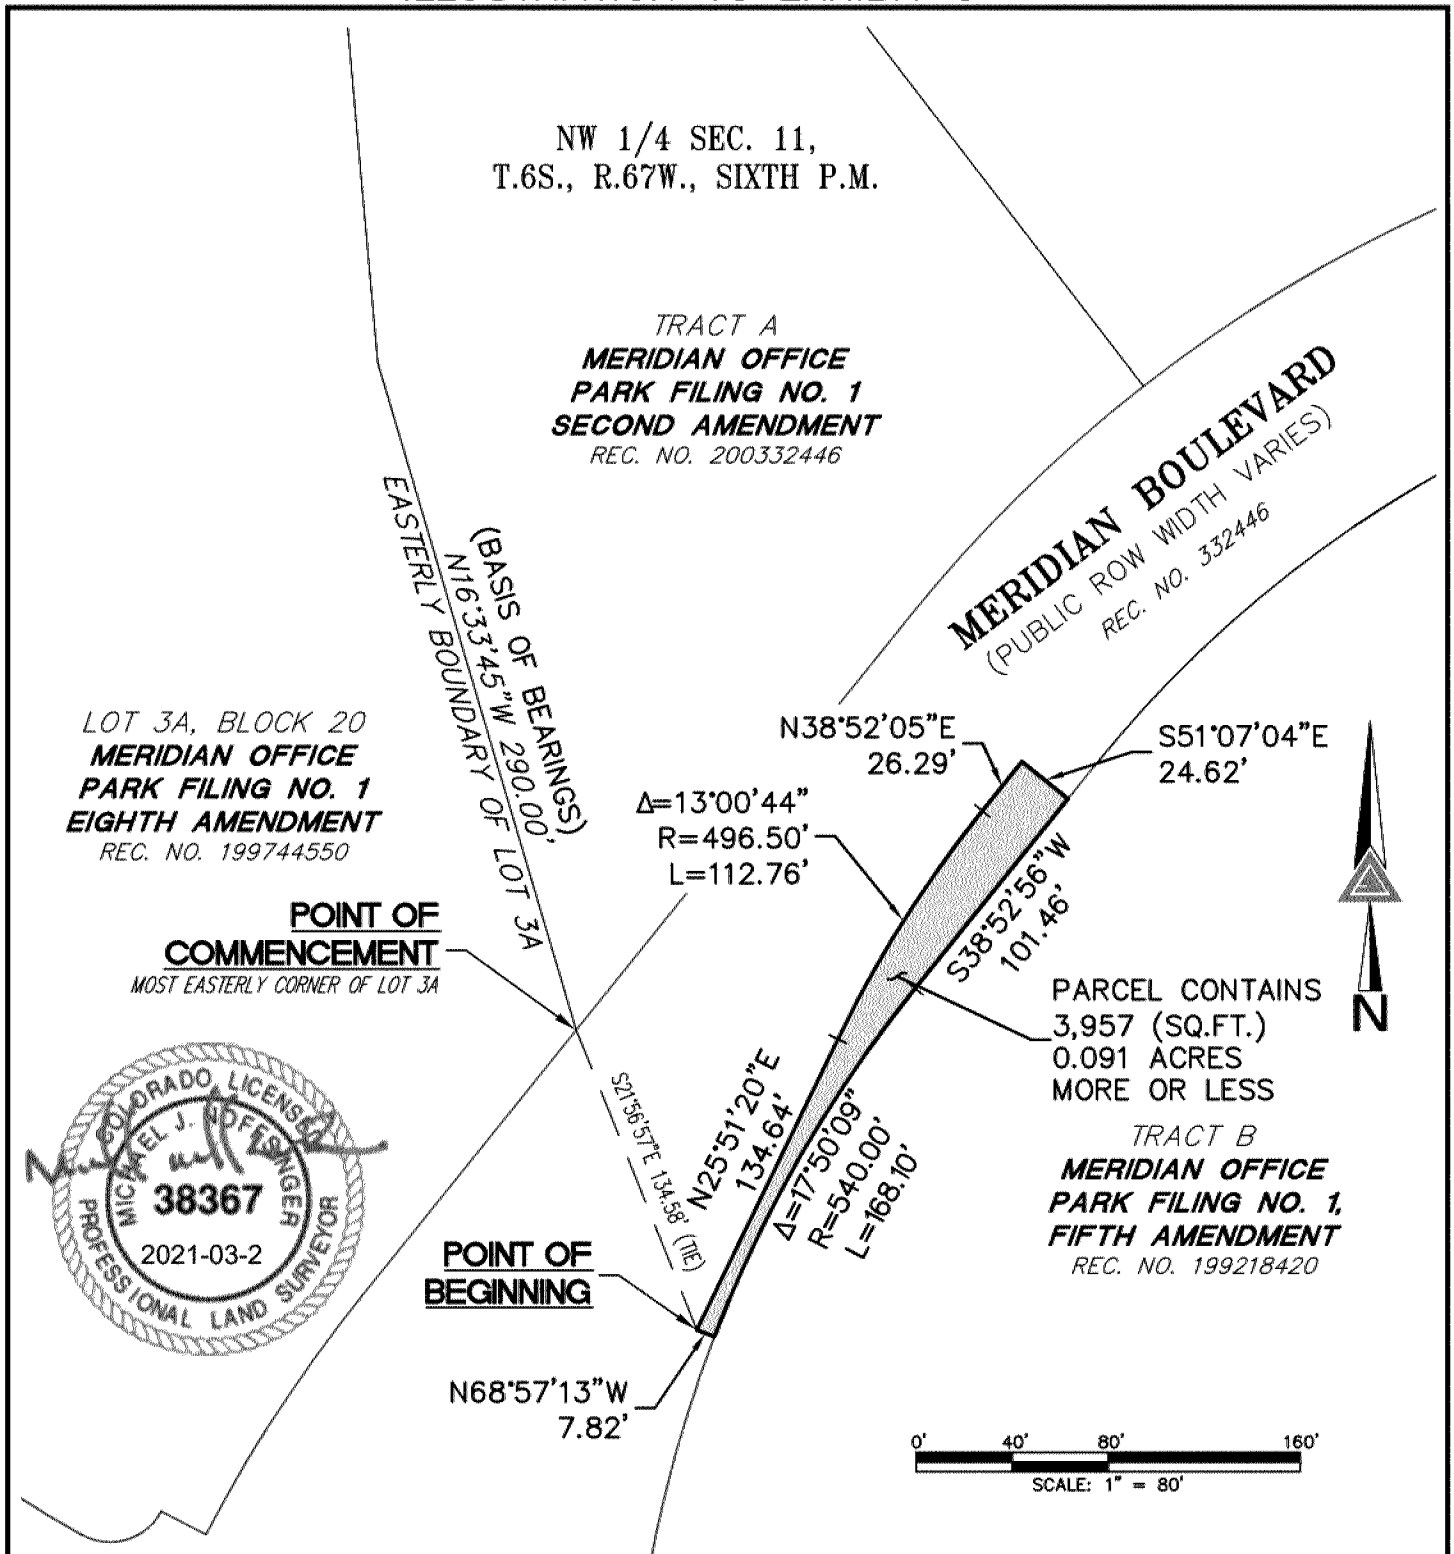 NW 1/4 SEC. 11,
T.6S., R.67W., SIXTH P.M.
TRACT A
MERIDIAN OFFICE
PARK FILING NO. 1
SECOND AMENDMENT
REC. NO. 200332446
MERIDIAN BOULEVARD
(PUBLIC ROW WIDTH VARIES)
REC. NO. 332446
(BASIS OF BEARINGS)
N16°33'45"W 290.00'
EASTERLY BOUNDARY OF LOT 3A
LOT 3A, BLOCK 20
MERIDIAN OFFICE
PARK FILING NO. 1
EIGHTH AMENDMENT
REC. NO. 199744550
N38°52'05"E
26.29'
S51°07'04"E
24.62'
Δ=13°00'44"
R=496.50'
L=112.76'
S38°52'56"W
101.46'
POINT OF
COMMENCEMENT
MOST EASTERLY CORNER OF LOT 3A
PARCEL CONTAINS
3,957 (SQ.FT.)
0.091 ACRES
MORE OR LESS
N
S21°56'57"E 134.58' (TIE)
N25°51'20"E
134.64'
Δ=17°50'09"
R=540.00'
L=168.10'
TRACT B
MERIDIAN OFFICE
PARK FILING NO. 1,
FIFTH AMENDMENT
REC. NO. 199218420
COLORADO LICENSED
MICHAEL J. NOFFSINGER
38367
2021-03-2
PROFESSIONAL LAND SURVEYOR
POINT OF
BEGINNING
N68°57'13"W
7.82'
0' 40' 80' 160'
SCALE: 1" = 80'